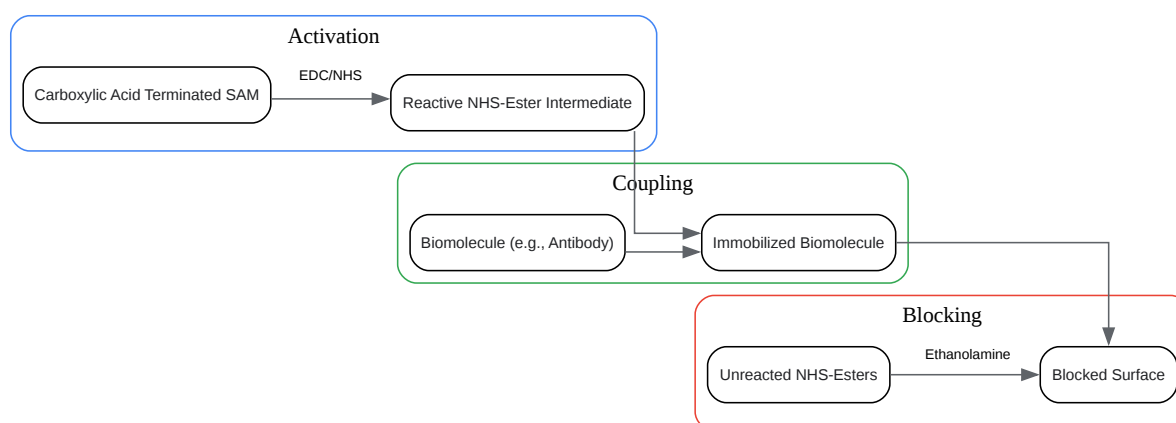 Activation
EDC/NHS
Carboxylic Acid Terminated SAM
Reactive NHS-Ester Intermediate
Coupling
Biomolecule (e.g., Antibody)
Immobilized Biomolecule
Blocking
Ethanolamine
Unreacted NHS-Esters
Blocked Surface